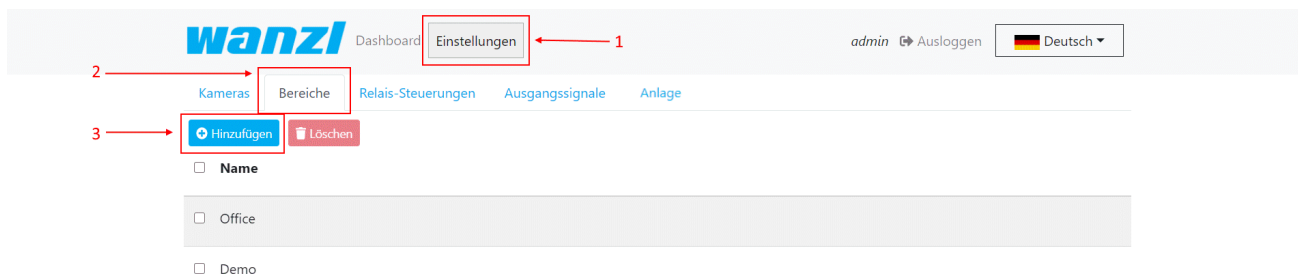 wanzl Dashboard Einstellungen 1 admin Ausloggen Deutsch
2
Kameras Bereiche Relais-Steuerungen Ausgangssignale Anlage
3 Hinzufügen Löschen
Name
Office
Demo